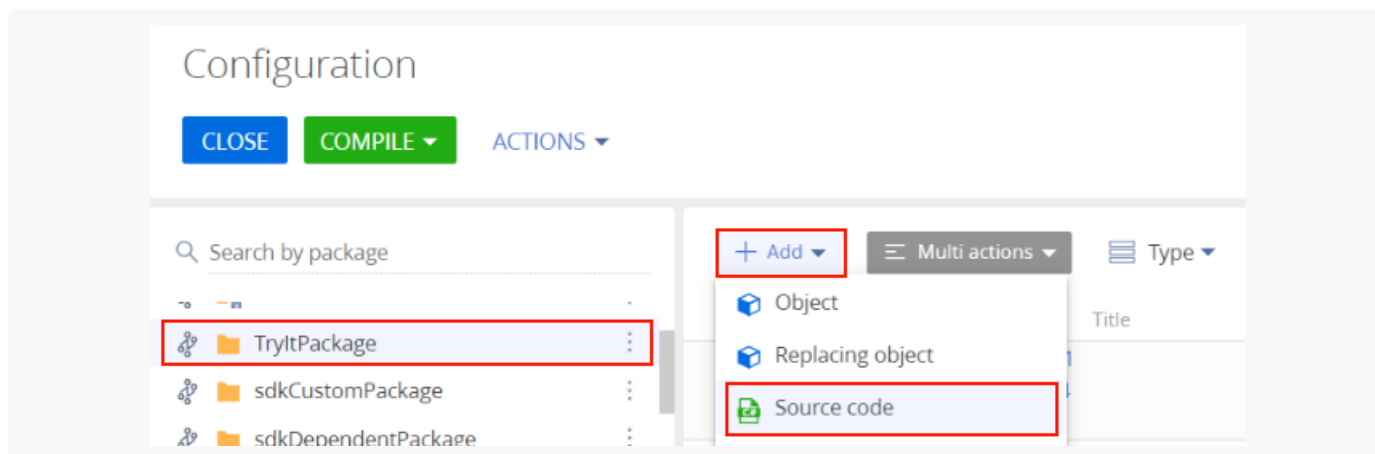 Configuration
CLOSE COMPILE ACTIONS
Search by package
TryItPackage
sdkCustomPackage
sdkDependentPackage
+ Add Multi actions Type
Object
Title
Replacing object
Source code